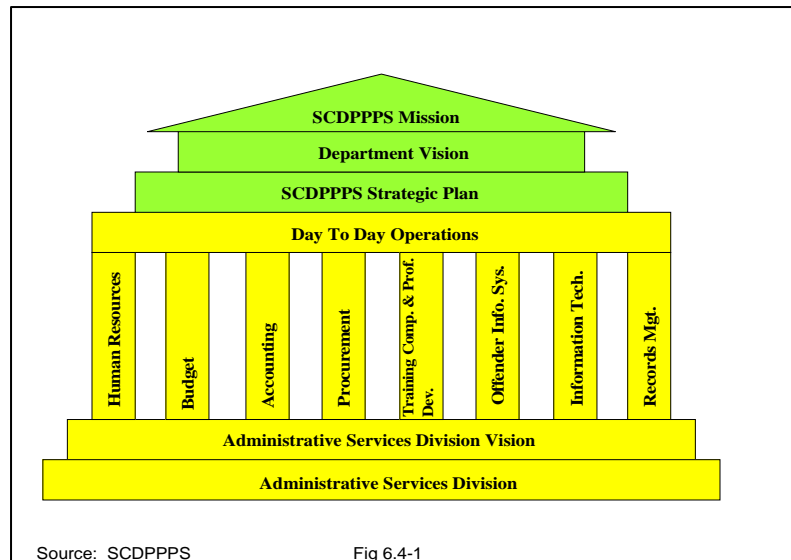 SCDPPPS Mission
Department Vision
SCDPPPS Strategic Plan
Day To Day Operations
Human Resources
Budget
Accounting
Procurement
Training Comp. & Prof.
Dev.
Offender Info. Sys.
Information Tech.
Records Mgt.
Administrative Services Division Vision
Administrative Services Division
Source: SCDPPPS
Fig 6.4-1